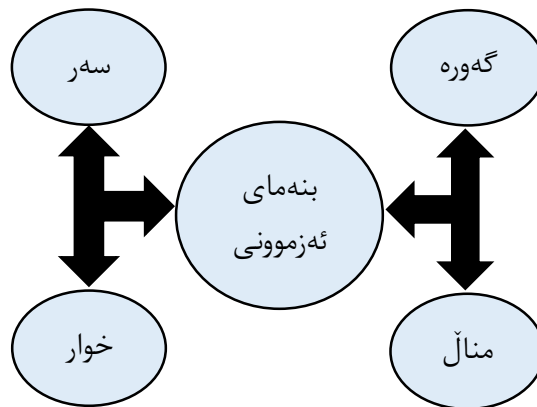 گەورە
سەر
بنەمای
ئەزموونی
مناڵ
خوار